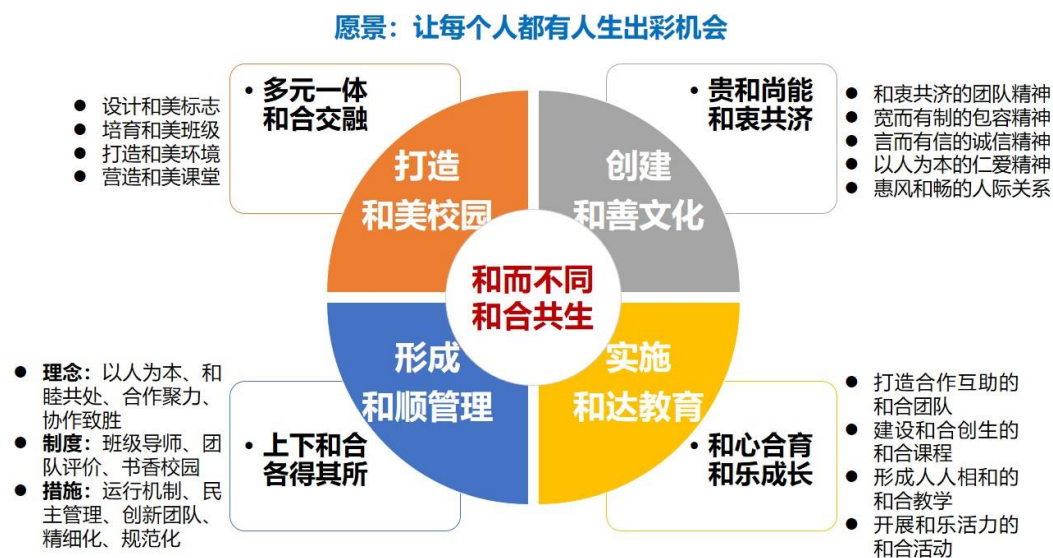 愿景：让每个人都有人生出彩机会
• 多元一体
和合交融
● 设计和美标志
● 培育和美班级
● 打造和美环境
● 营造和美课堂
打造
和美校园
• 贵和尚能
和衷共济
● 和衷共济的团队精神
● 宽而有制的包容精神
● 言而有信的诚信精神
● 以人为本的仁爱精神
● 惠风和畅的人际关系
创建
和善文化
和而不同
和合共生
形成
和顺管理
• 上下和合
各得其所
● 理念：以人为本、和
睦共处、合作聚力、
协作致胜
● 制度：班级导师、团
队评价、书香校园
● 措施：运行机制、民
主管理、创新团队、
精细化、规范化
实施
和达教育
• 和心合育
和乐成长
● 打造合作互助的
和合团队
● 建设和合创生的
和合课程
● 形成人人相和的
和合教学
● 开展和乐活力的
和合活动